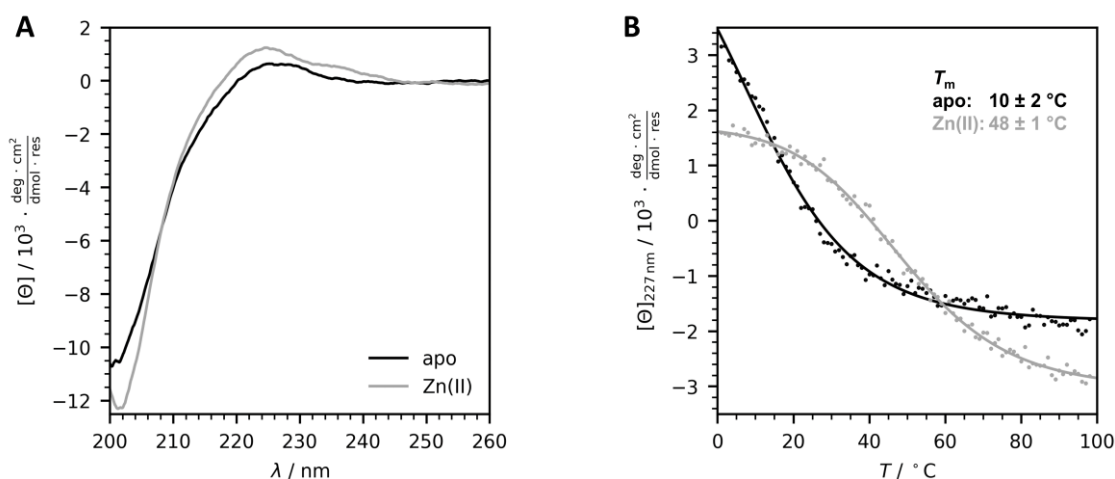 A
[Θ] / 10³ · deg · cm² / dmol · res
2
0
−2
−4
−6
−8
−10
−12
200 210 220 230 240 250 260
λ / nm
apo
Zn(II)
B
[Θ]227 nm / 10³ · deg · cm² / dmol · res
3
2
1
0
−1
−2
−3
0 20 40 60 80 100
T / °C
Tm
apo: 10 ± 2 °C
Zn(II): 48 ± 1 °C